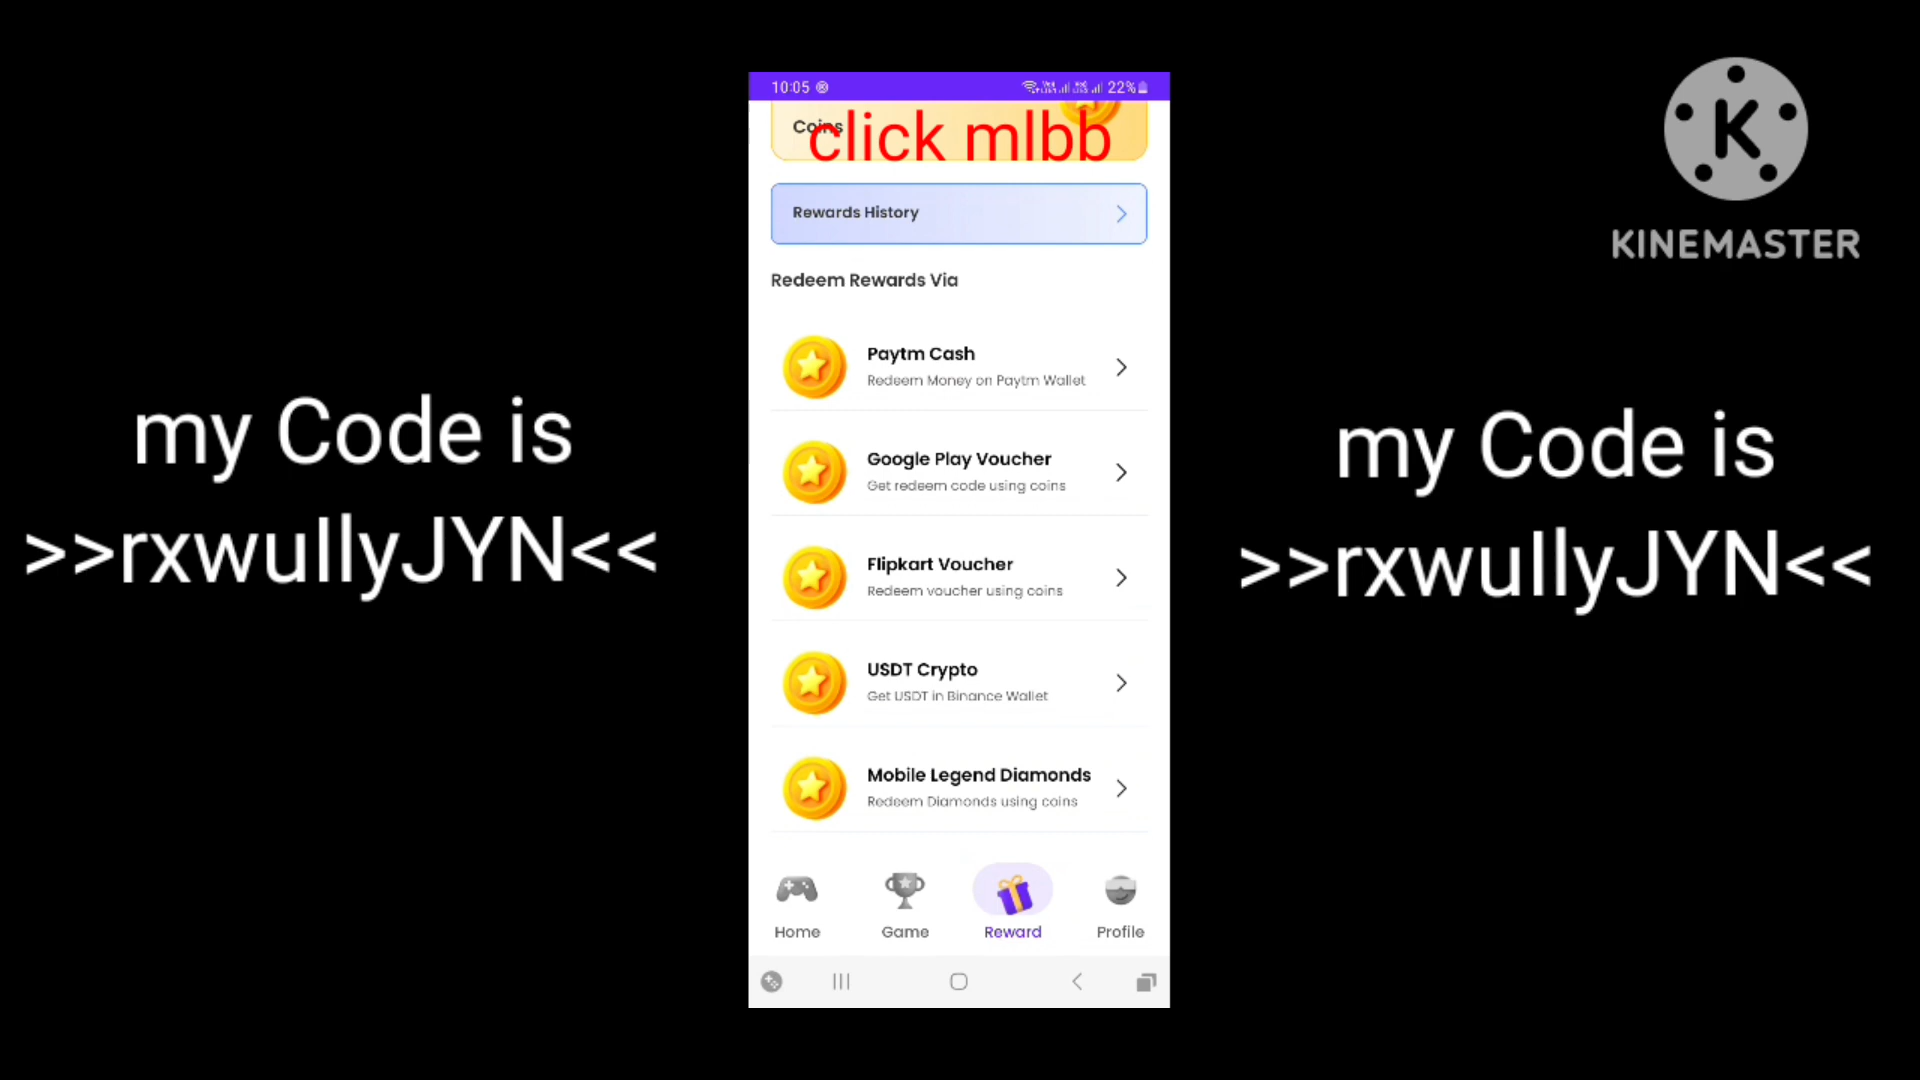 10:05
22%
Coins
click mlbb
Rewards History
Redeem Rewards Via
Paytm Cash
Redeem Money on Paytm Wallet
Google Play Voucher
Get redeem code using coins
Flipkart Voucher
Redeem voucher using coins
USDT Crypto
Get USDT in Binance Wallet
Mobile Legend Diamonds
Redeem Diamonds using coins
Home
Game
Reward
Profile
my Code is
>>rxwuIlyJYN<<
my Code is
>>rxwuIlyJYN<<
KINEMASTER